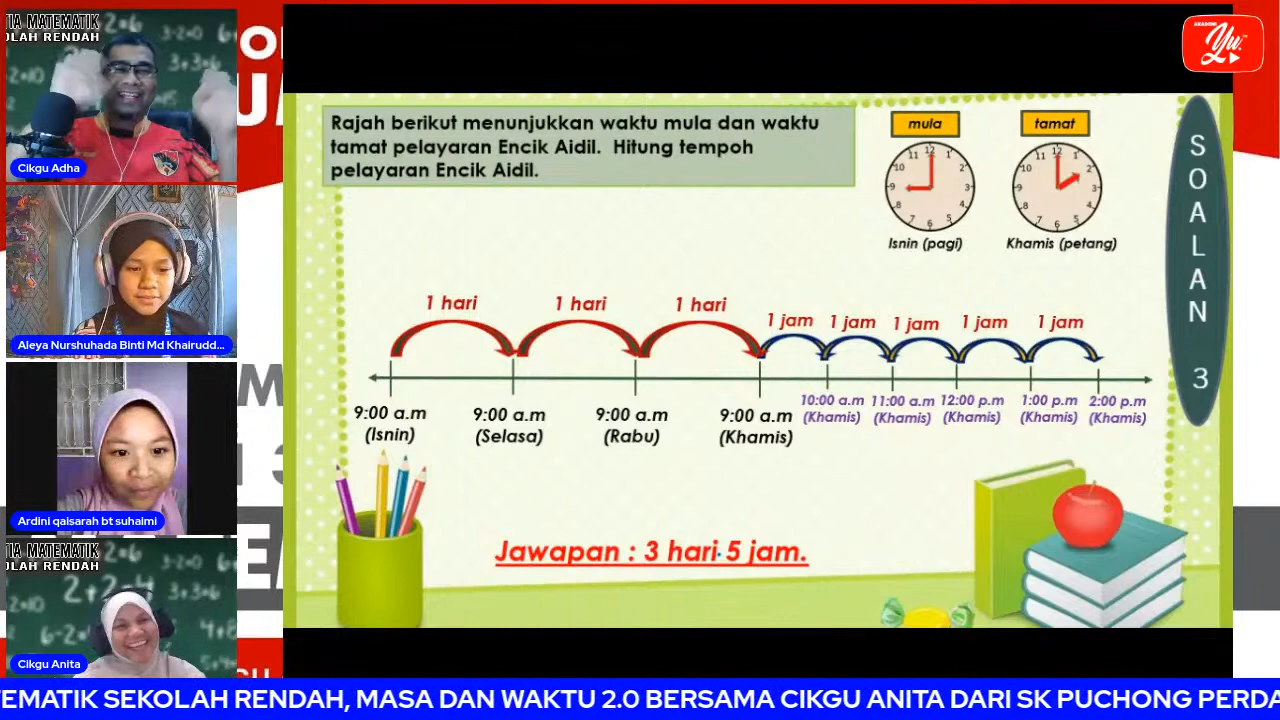 TIA MATEMATIK
OLAH RENDAH
Cikgu Adha
Aleya Nurshuhada Binti Md Khairudd...
Ardini qaisarah bt suhaimi
TIA MATEMATIK
OLAH RENDAH
Cikgu Anita
AKADEMI
Yu.
Rajah berikut menunjukkan waktu mula dan waktu
tamat pelayaran Encik Aidil. Hitung tempoh
pelayaran Encik Aidil.
mula
tamat
Isnin (pagi)
Khamis (petang)
SOALAN 3
1 hari
1 hari
1 hari
1 jam
1 jam
1 jam
1 jam
1 jam
9:00 a.m
(Isnin)
9:00 a.m
(Selasa)
9:00 a.m
(Rabu)
9:00 a.m
(Khamis)
10:00 a.m
(Khamis)
11:00 a.m
(Khamis)
12:00 p.m
(Khamis)
1:00 p.m
(Khamis)
2:00 p.m
(Khamis)
Jawapan : 3 hari 5 jam.
TEMATIK SEKOLAH RENDAH, MASA DAN WAKTU 2.0 BERSAMA CIKGU ANITA DARI SK PUCHONG PERDA